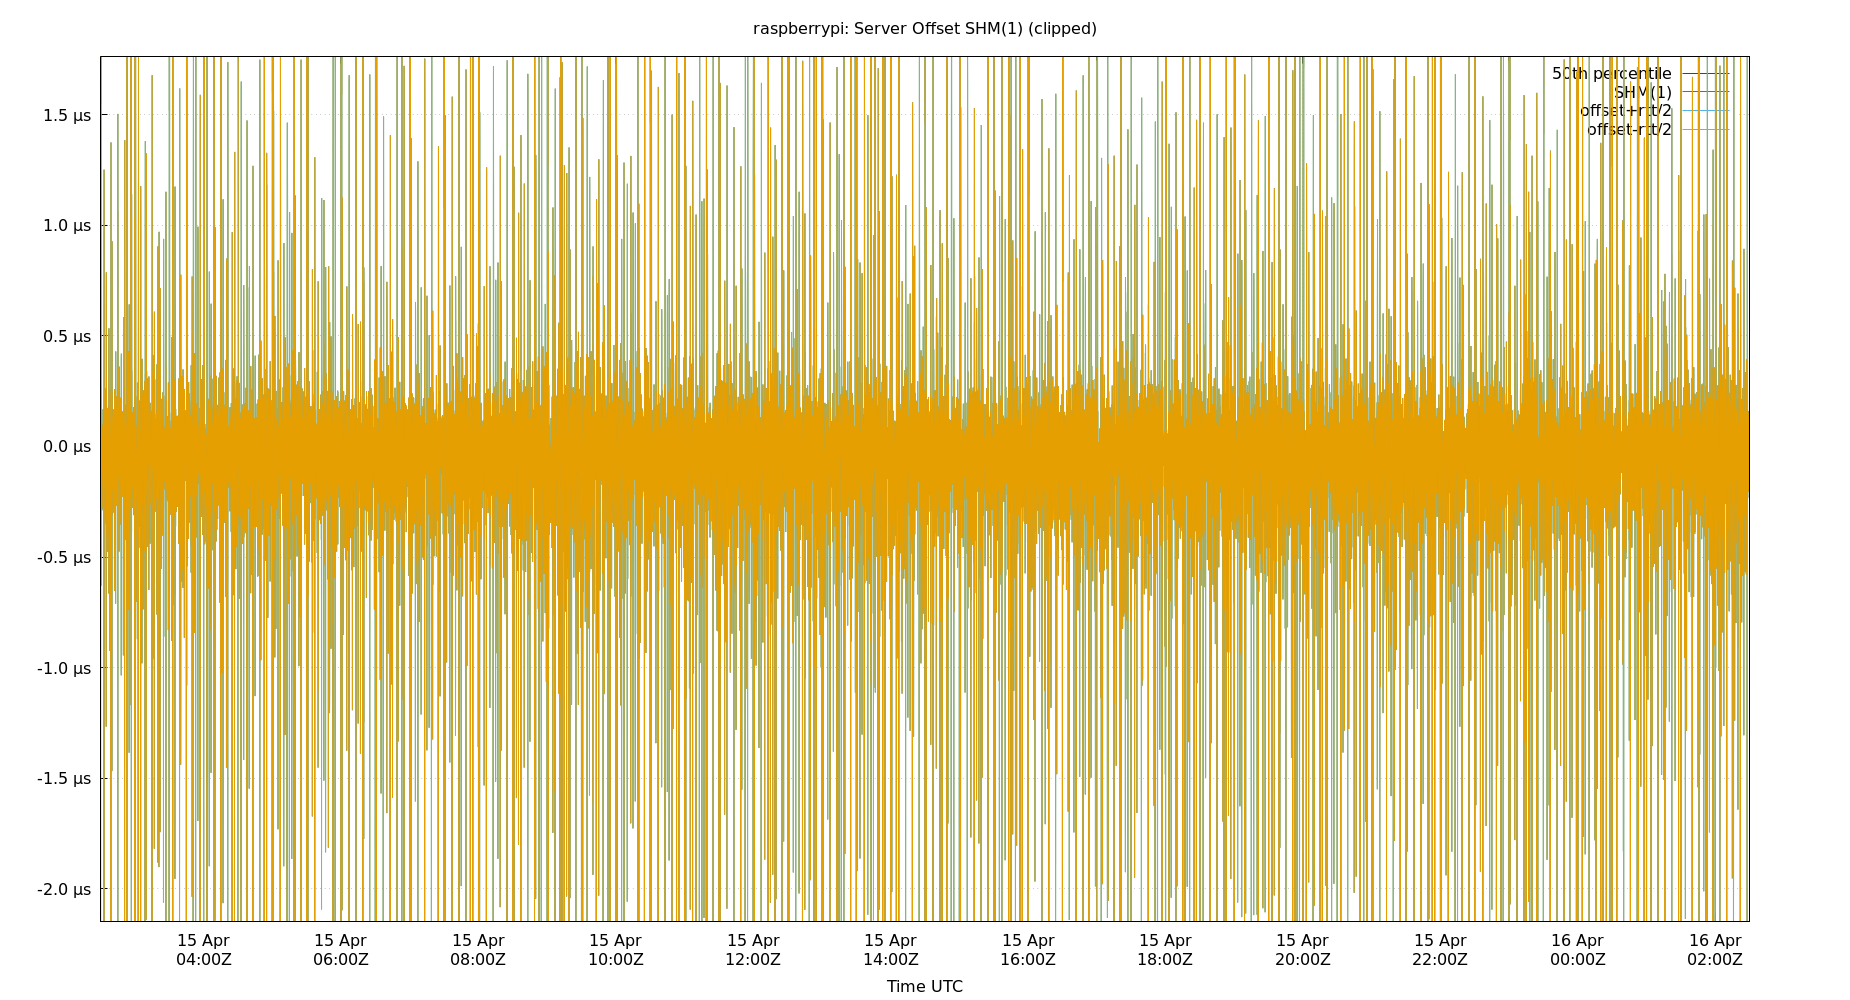 raspberrypi: Server Offset SHM(1) (clipped)
50th percentile
SHM(1)
offset+rtt/2
offset-rtt/2
1.5 µs
1.0 µs
0.5 µs
0.0 µs
-0.5 µs
-1.0 µs
-1.5 µs
-2.0 µs
15 Apr 15 Apr 15 Apr 15 Apr 15 Apr 15 Apr 15 Apr 15 Apr 15 Apr 15 Apr 16 Apr 16 Apr
04:00Z 06:00Z 08:00Z 10:00Z 12:00Z 14:00Z 16:00Z 18:00Z 20:00Z 22:00Z 00:00Z 02:00Z
Time UTC